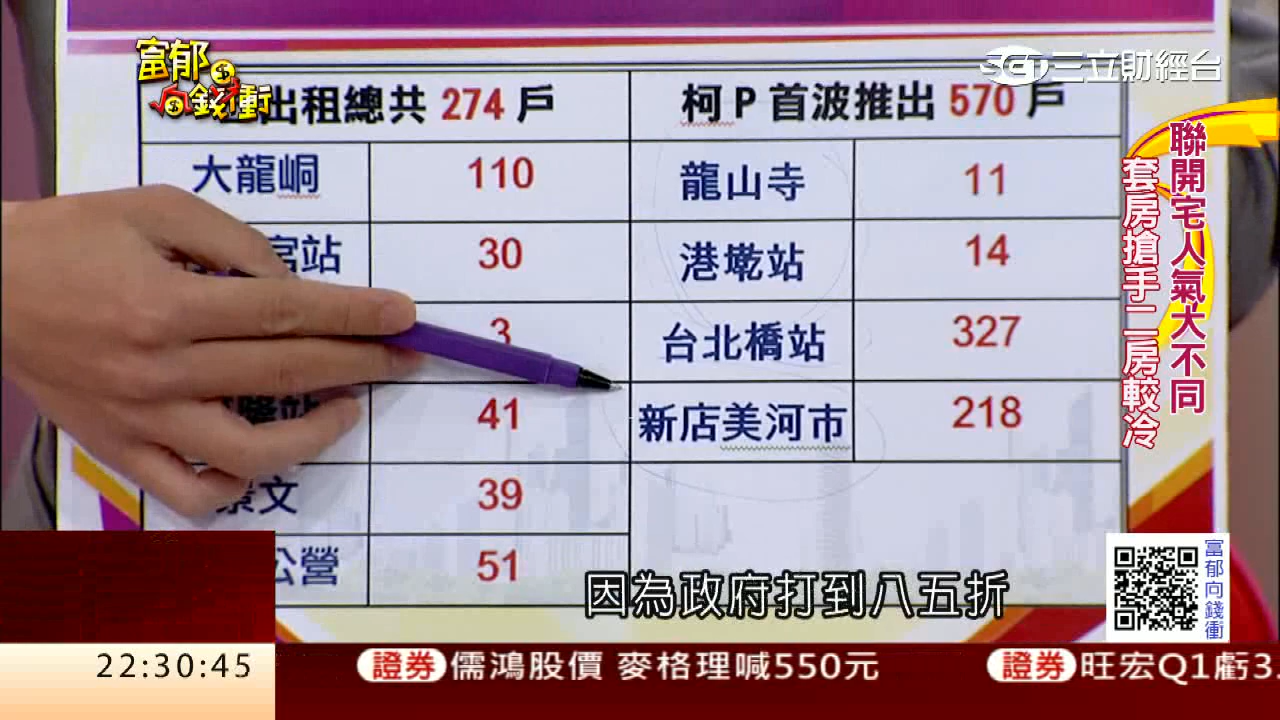 富郁向錢衝
SET 三立財經台
出租總共 274 戶
柯P首波推出 570 戶
大龍峒 110
龍山寺 11
宮站 30
港墘站 14
3
台北橋站 327
41
新店美河市 218
景文 39
公營 51
聯開宅人氣大不同
套房搶手二房較冷
因為政府打到八五折
富郁向錢衝
22:30:45
證券 儒鴻股價 麥格理喊550元
證券 旺宏Q1虧3.